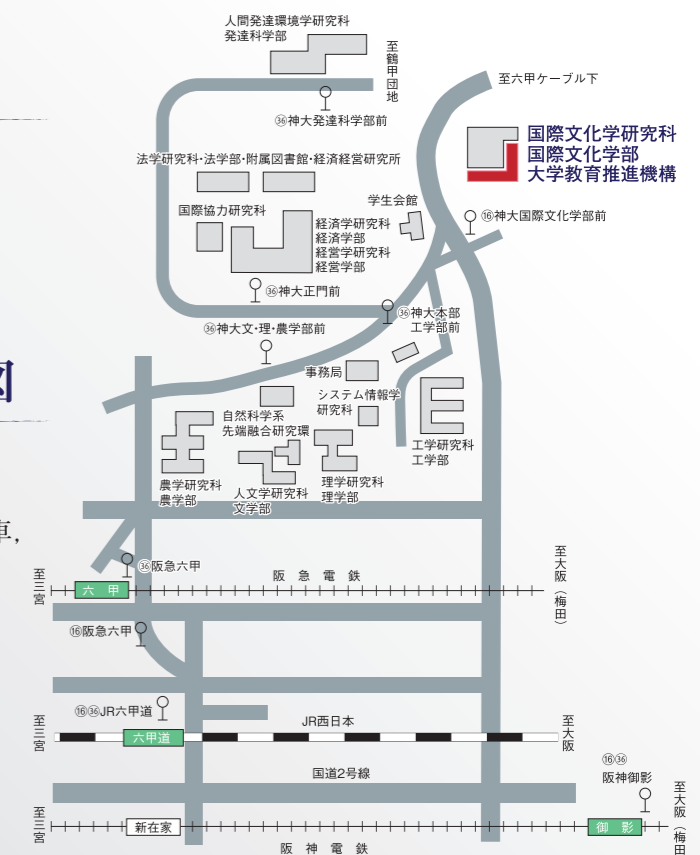 人間発達環境学研究科
発達科学部
至鶴甲団地
至六甲ケーブル下
㊱神大発達科学部前
国際文化学研究科
国際文化学部
大学教育推進機構
法学研究科・法学部・附属図書館・経済経営研究所
学生会館
国際協力研究科
⑯神大国際文化学部前
経済学研究科
経済学部
経営学研究科
経営学部
㊱神大正門前
㊱神大本部
工学部前
㊱神大文・理・農学部前
事務局
システム情報学
研究科
自然科学系
先端融合研究環
工学研究科
工学部
農学研究科
農学部
人文学研究科
文学部
理学研究科
理学部
車,
㊱阪急六甲
至三宮
六甲
阪急電鉄
至大阪（梅田）
⑯阪急六甲
⑯㊱JR六甲道
JR西日本
至三宮
六甲道
至大阪
国道2号線
⑯㊱
阪神御影
至三宮
新在家
阪神電鉄
御影
至大阪（梅田